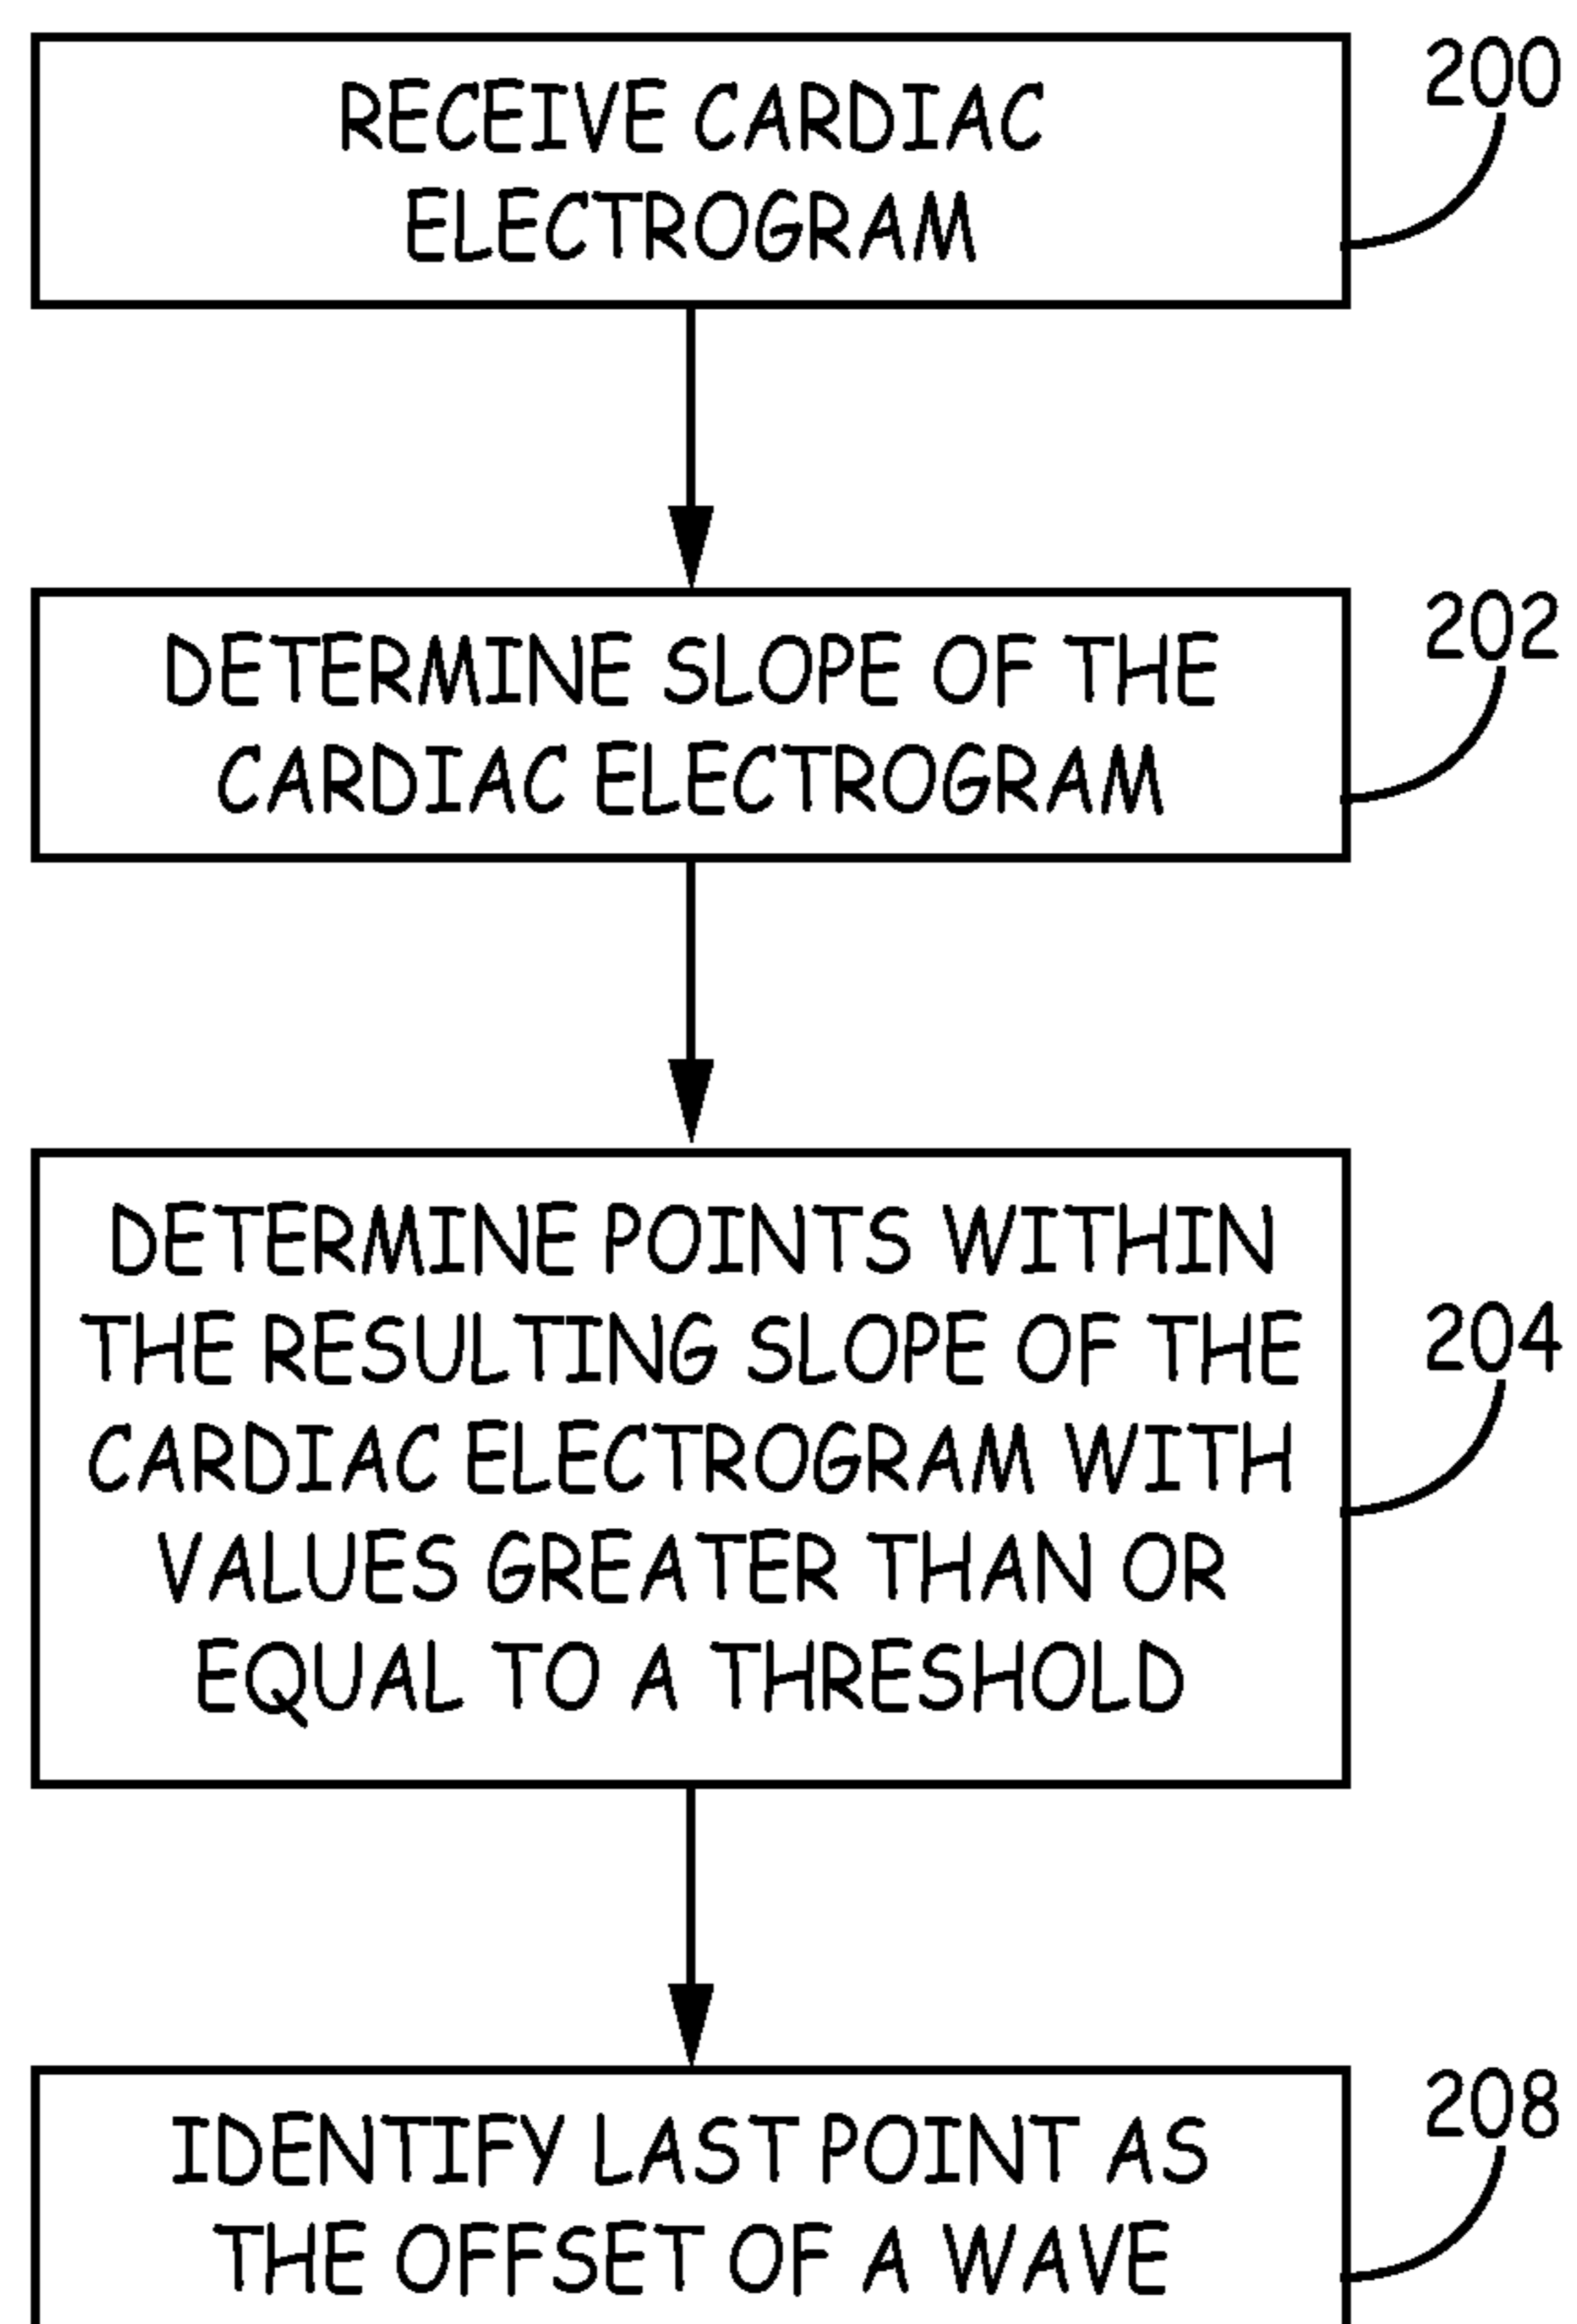 RECEIVE CARDIAC
ELECTROGRAM
200
DETERMINE SLOPE OF THE
CARDIAC ELECTROGRAM
202
DETERMINE POINTS WITHIN
THE RESULTING SLOPE OF THE
CARDIAC ELECTROGRAM WITH
VALUES GREATER THAN OR
EQUAL TO A THRESHOLD
204
IDENTIFY LAST POINT AS
THE OFFSET OF A WAVE
208